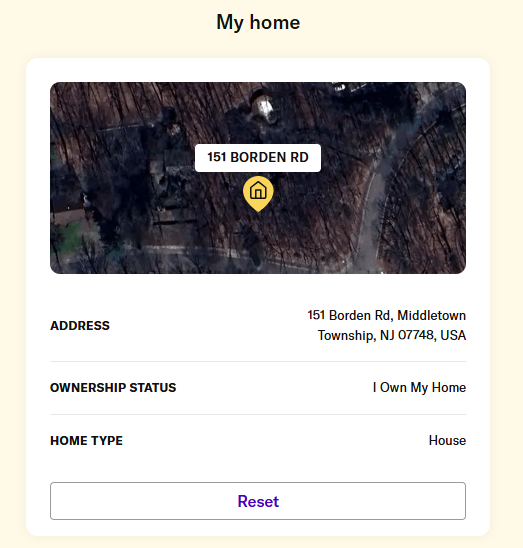 My home
151 BORDEN RD
ADDRESS
151 Borden Rd, Middletown
Township, NJ 07748, USA
OWNERSHIP STATUS
I Own My Home
HOME TYPE
House
Reset